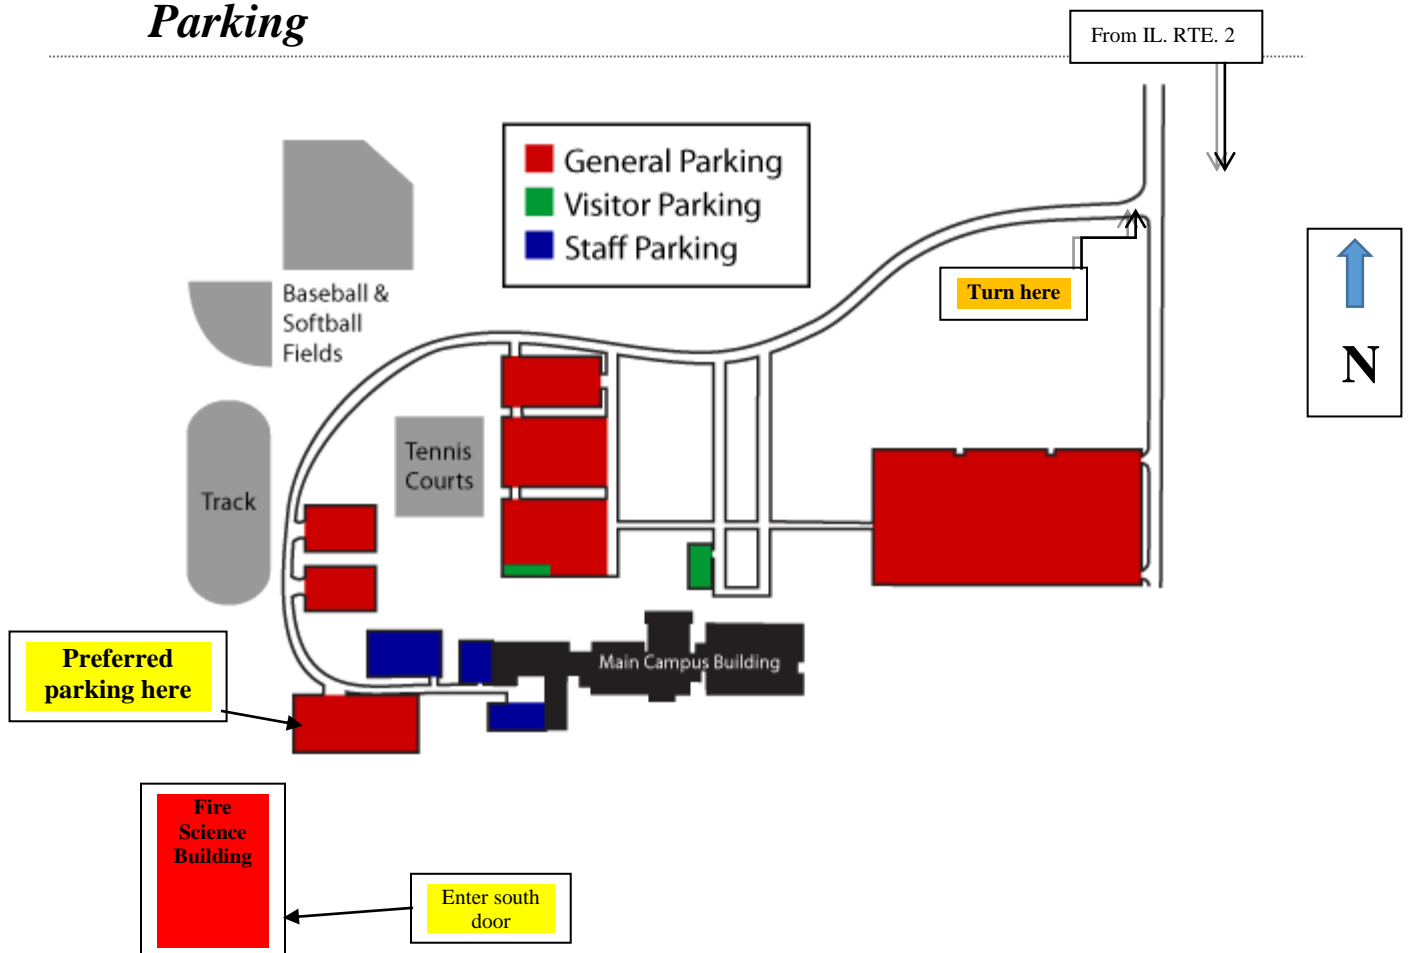 Parking
From IL. RTE. 2
General Parking
Visitor Parking
Staff Parking
Turn here
Baseball &
Softball
Fields
N
Tennis
Courts
Track
Preferred
parking here
Main Campus Building
Fire
Science
Building
Enter south
door